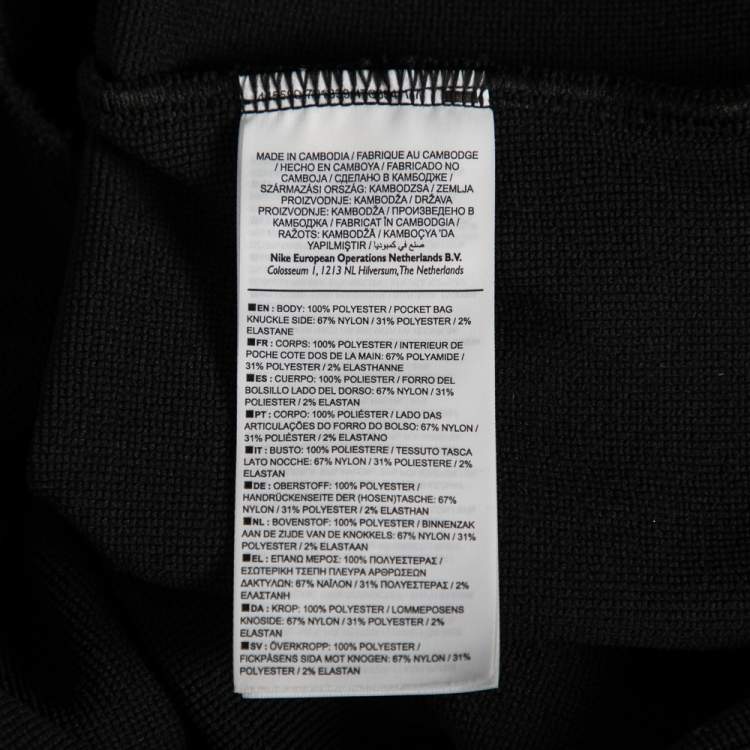 MADE IN CAMBODIA / FABRIQUE AU CAMBODGE
/ HECHO EN CAMBOYA / FABRICADO NO
CAMBOJA / СДЕЛАНО В КАМБОДЖЕ /
SZÁRMAZÁSI ORSZÁG: KAMBODZSA / ZEMLJA
PROIZVODNJE: KAMBODŽA / DRŽAVA
PROIZVODNJE: KAMBODŽA / ПРОИЗВЕДЕНО В
КАМБОДЖА / FABRICAT ÎN CAMBODGIA /
RAŽOTS: KAMBODŽĀ / KAMBOÇYA 'DA
YAPILMIŞTIR / صنع في كمبوديا
Nike European Operations Netherlands B.V.
Colosseum 1, 1213 NL Hilversum, The Netherlands
EN : BODY: 100% POLYESTER / POCKET BAG
KNUCKLE SIDE: 67% NYLON / 31% POLYESTER / 2%
ELASTANE
FR : CORPS: 100% POLYESTER / INTERIEUR DE
POCHE COTE DOS DE LA MAIN: 67% POLYAMIDE /
31% POLYESTER / 2% ELASTHANNE
ES : CUERPO: 100% POLIESTER / FORRO DEL
BOLSILLO LADO DEL DORSO: 67% NYLON / 31%
POLIESTER / 2% ELASTAN
PT : CORPO: 100% POLIÉSTER / LADO DAS
ARTICULAÇÕES DO FORRO DO BOLSO: 67% NYLON /
31% POLIÉSTER / 2% ELASTANO
IT : BUSTO: 100% POLIESTERE / TESSUTO TASCA
LATO NOCCHE: 67% NYLON / 31% POLIESTERE / 2%
ELASTAN
DE : OBERSTOFF: 100% POLYESTER /
HANDRÜCKENSEITE DER (HOSEN)TASCHE: 67%
NYLON / 31% POLYESTER / 2% ELASTHAN
NL : BOVENSTOF: 100% POLYESTER / BINNENZAK
AAN DE ZIJDE VAN DE KNOKKELS: 67% NYLON / 31%
POLYESTER / 2% ELASTAAN
EL : ΕΠΑΝΩ ΜΕΡΟΣ: 100% ΠΟΛΥΕΣΤΕΡΑΣ /
ΕΣΩΤΕΡΙΚΗ ΤΣΕΠΗ ΠΛΕΥΡΑ ΑΡΘΡΩΣΕΩΝ
ΔΑΚΤΥΛΩΝ: 67% ΝΑΪΛΟΝ / 31% ΠΟΛΥΕΣΤΕΡΑΣ / 2%
ΕΛΑΣΤΑΝΗ
DA : KROP: 100% POLYESTER / LOMMEPOSENS
KNOSIDE: 67% NYLON / 31% POLYESTER / 2%
ELASTAN
SV : ÖVERKROPP: 100% POLYESTER /
FICKPÅSENS SIDA MOT KNOGEN: 67% NYLON / 31%
POLYESTER / 2% ELASTAN